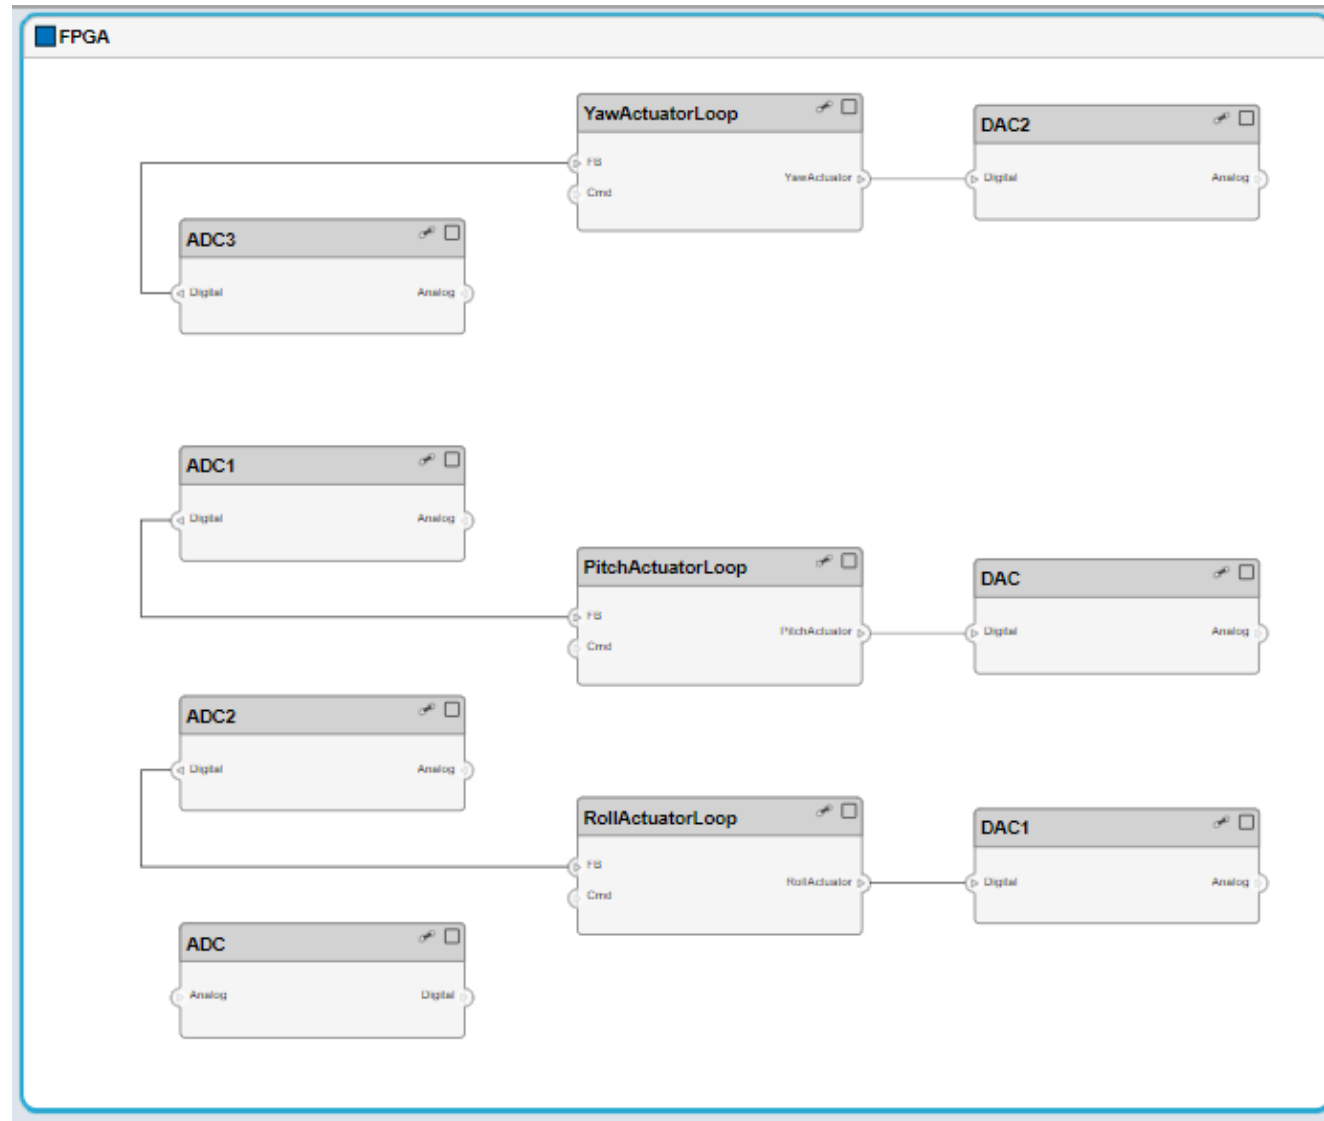 FPGA
YawActuatorLoop
FB
Cmd
YawActuator
DAC2
Digital
Analog
ADC3
Digital
Analog
ADC1
Digital
Analog
PitchActuatorLoop
FB
Cmd
PitchActuator
DAC
Digital
Analog
ADC2
Digital
Analog
RollActuatorLoop
FB
Cmd
RollActuator
DAC1
Digital
Analog
ADC
Analog
Digital